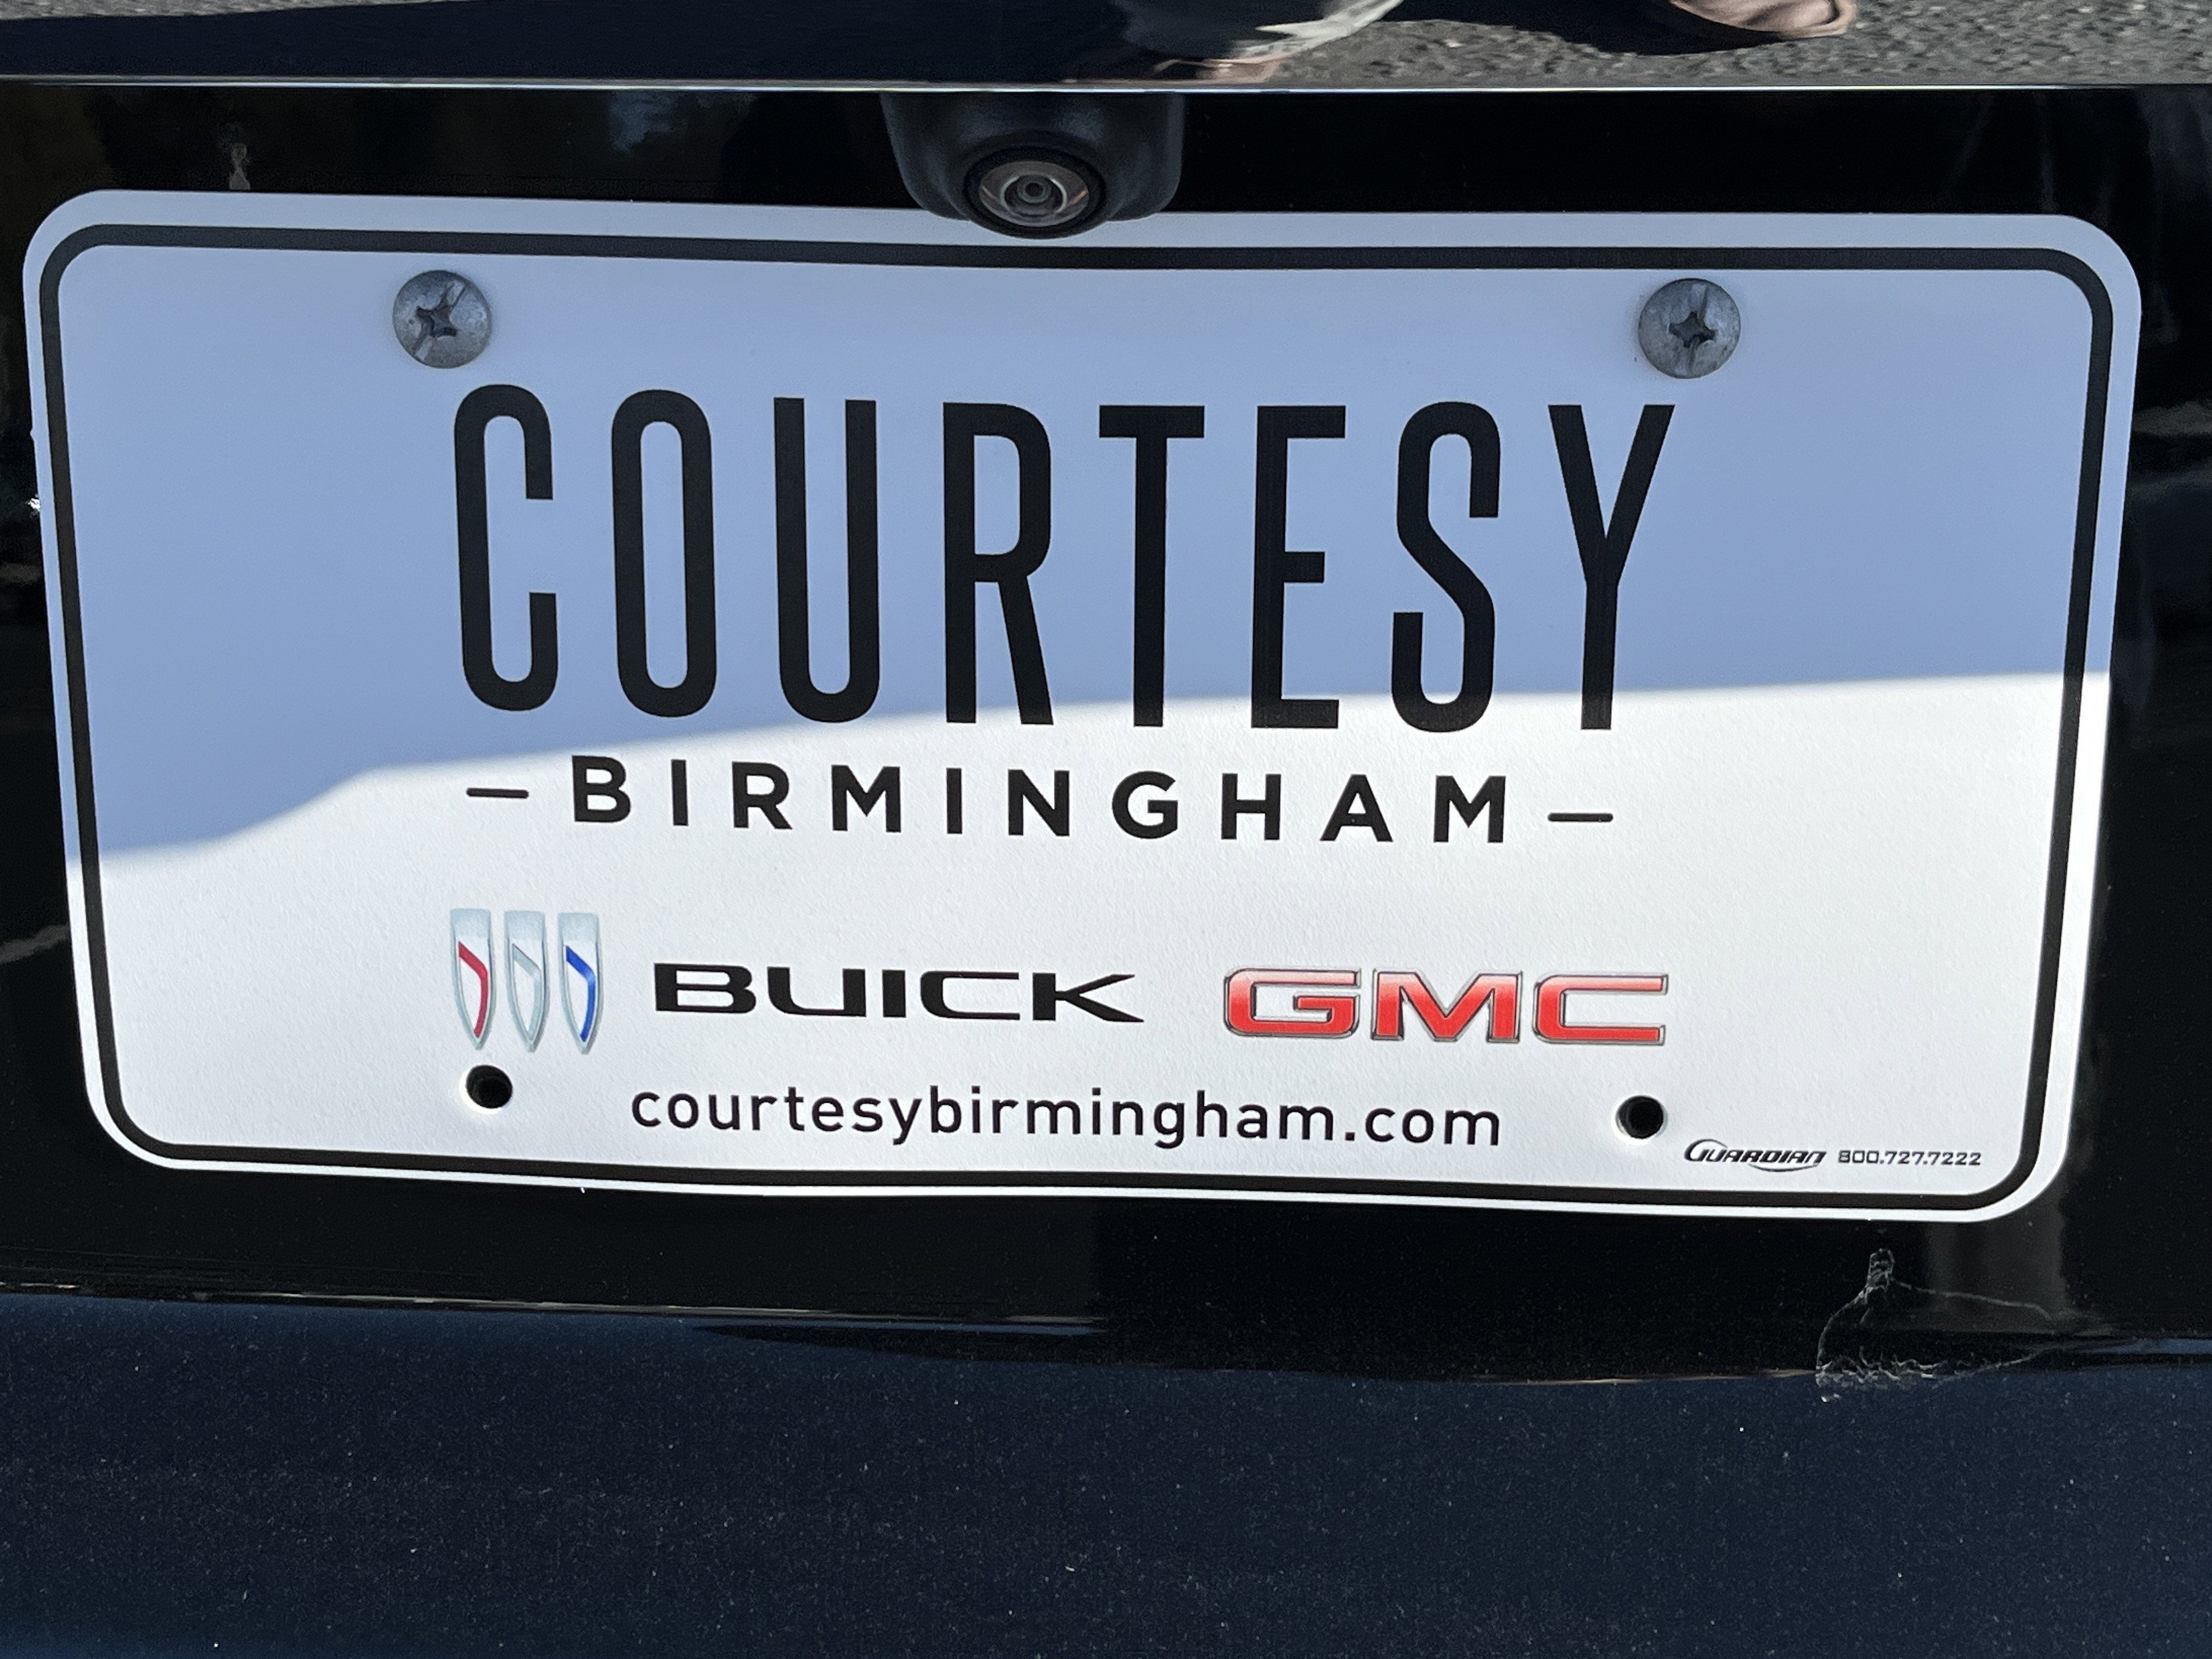 COURTESY
—BIRMINGHAM—
BUICK GMC
courtesybirmingham.com
GUARDIAN 800.727.7222